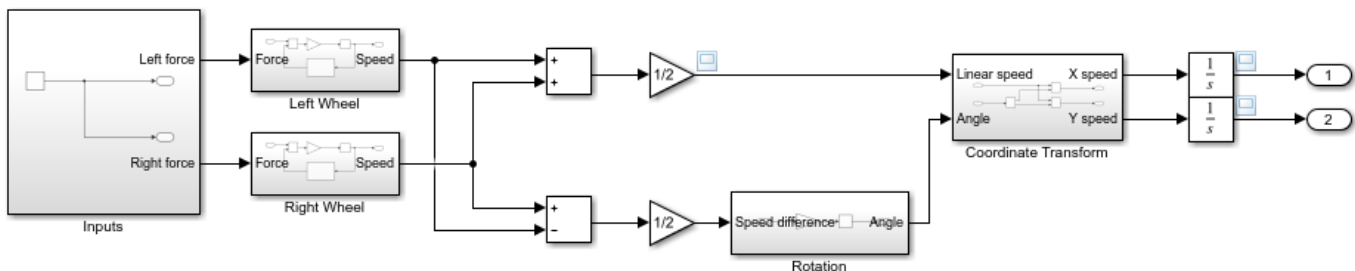 Left force
Right force
Inputs
Force Speed
Left Wheel
Force Speed
Right Wheel
+
+
1/2
+
−
1/2
Speed difference Angle
Rotation
Linear speed X speed
Angle Y speed
Coordinate Transform
1
s
1
s
1
2